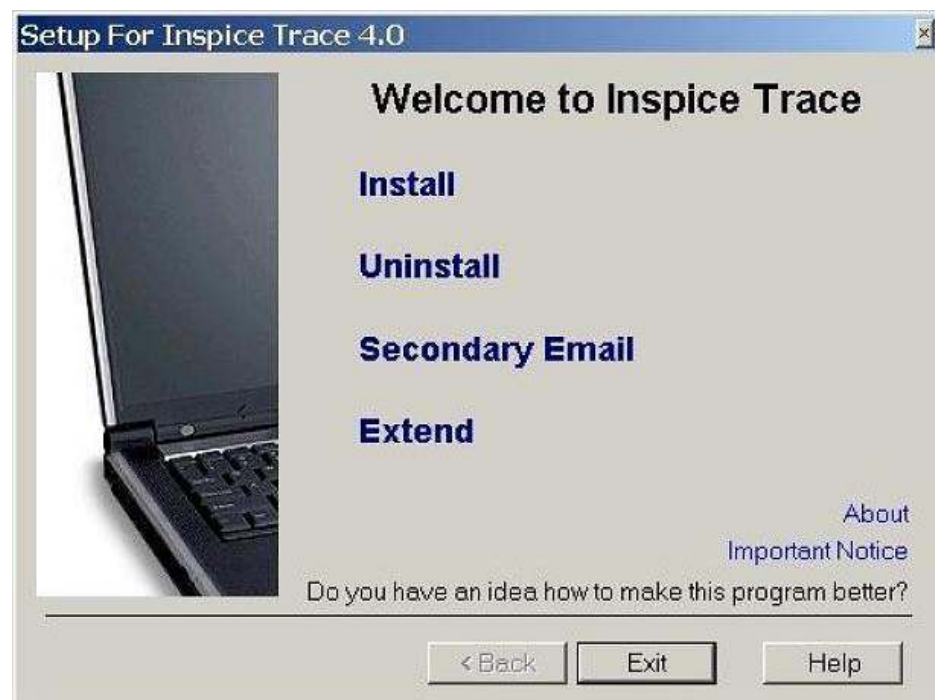 Setup For Inspice Trace 4.0
Welcome to Inspice Trace
Install
Uninstall
Secondary Email
Extend
About
Important Notice
Do you have an idea how to make this program better?
< Back
Exit
Help